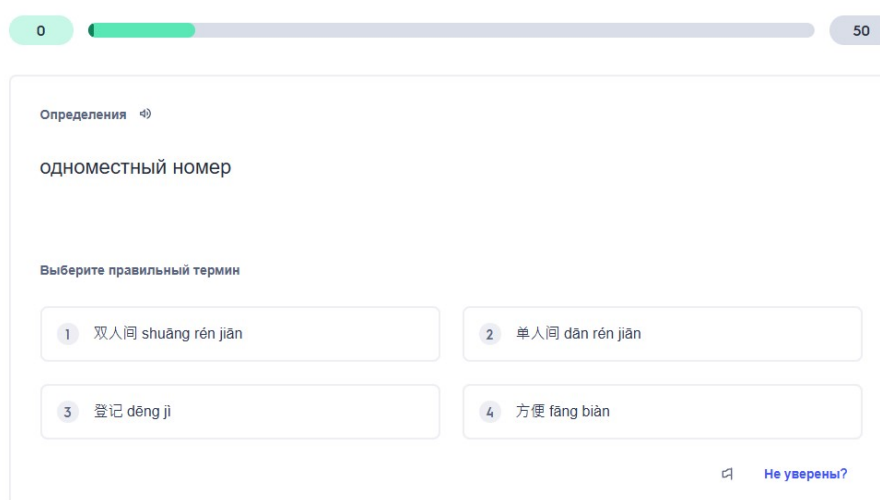 0 50
Определения
одноместный номер
Выберите правильный термин
1 双人间 shuāng rén jiān
2 单人间 dān rén jiān
3 登记 dēng jì
4 方便 fāng biàn
Не уверены?